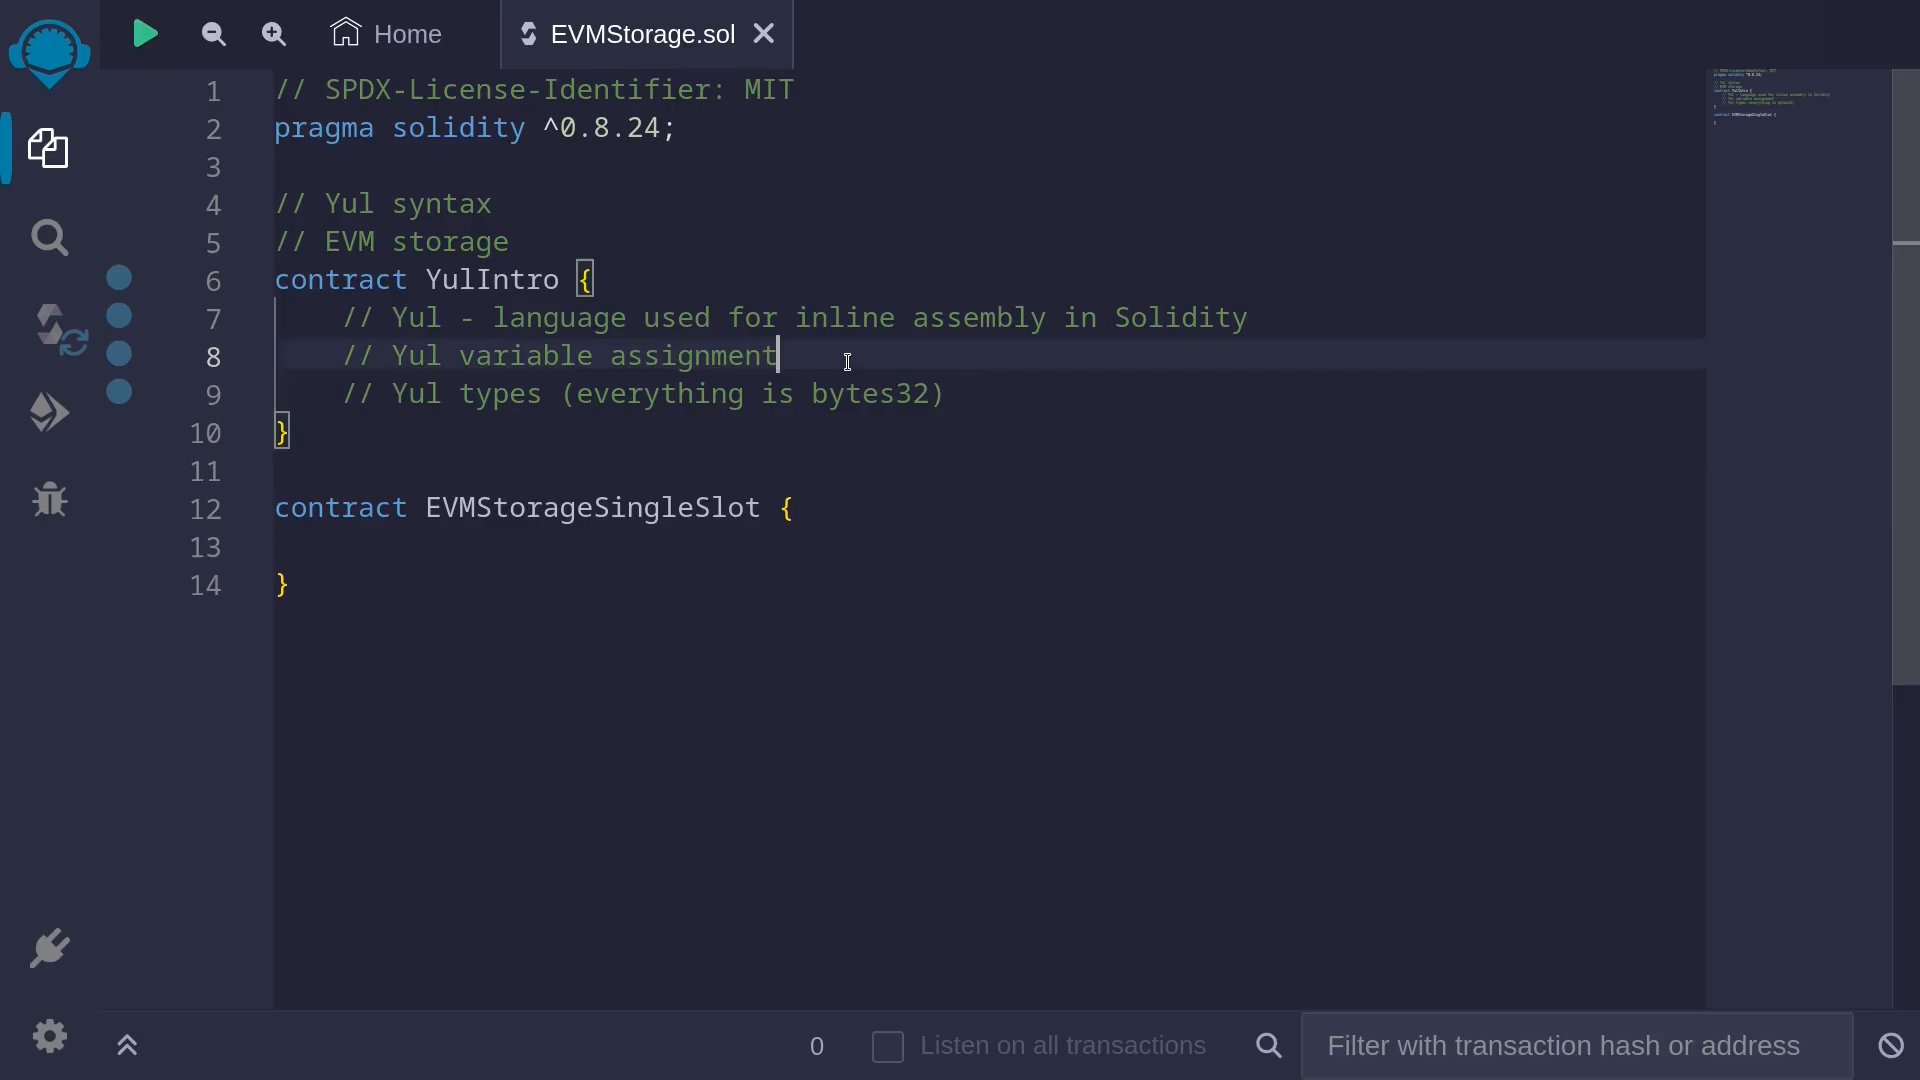 Home
EVMStorage.sol
1 // SPDX-License-Identifier: MIT
2 pragma solidity ^0.8.24;
3
4 // Yul syntax
5 // EVM storage
6 contract YulIntro {
7 // Yul - language used for inline assembly in Solidity
8 // Yul variable assignment
9 // Yul types (everything is bytes32)
10 }
11
12 contract EVMStorageSingleSlot {
13
14 }
0
Listen on all transactions
Filter with transaction hash or address